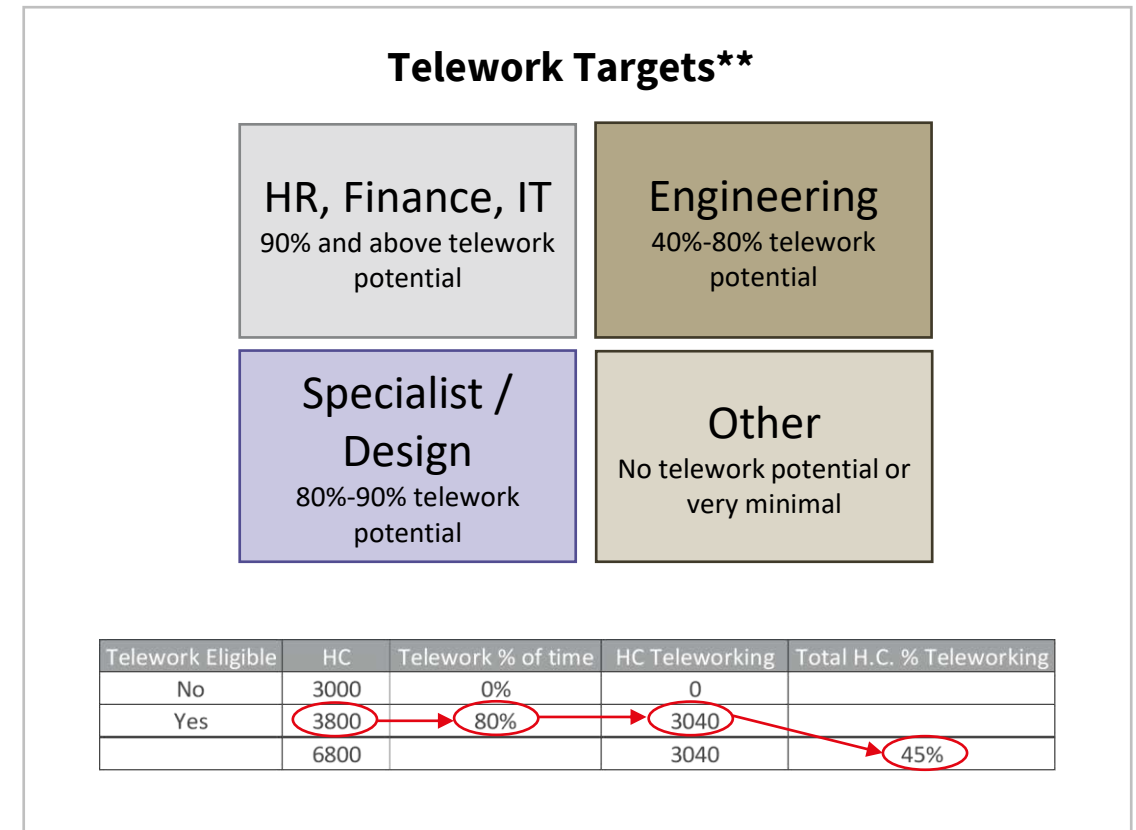 Telework Targets**
HR, Finance, IT
90% and above telework
potential
Engineering
40%-80% telework
potential
Specialist /
Design
80%-90% telework
potential
Other
No telework potential or
very minimal
Telework Eligible HC Telework % of time HC Teleworking Total H.C. % Teleworking
No 3000 0% 0
Yes 3800 80% 3040
6800 3040 45%